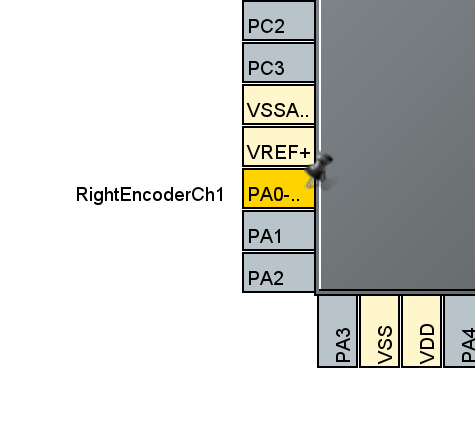 PC2
PC3
VSSA..
VREF+
RightEncoderCh1 PA0-..
PA1
PA2
PA3 VSS VDD PA4